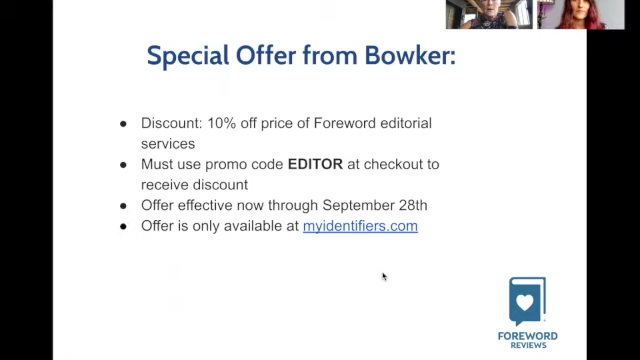 Special Offer from Bowker:
● Discount: 10% off price of Foreword editorial
services
● Must use promo code EDITOR at checkout to
receive discount
● Offer effective now through September 28th
● Offer is only available at myidentifiers.com
FOREWORD
REVIEWS